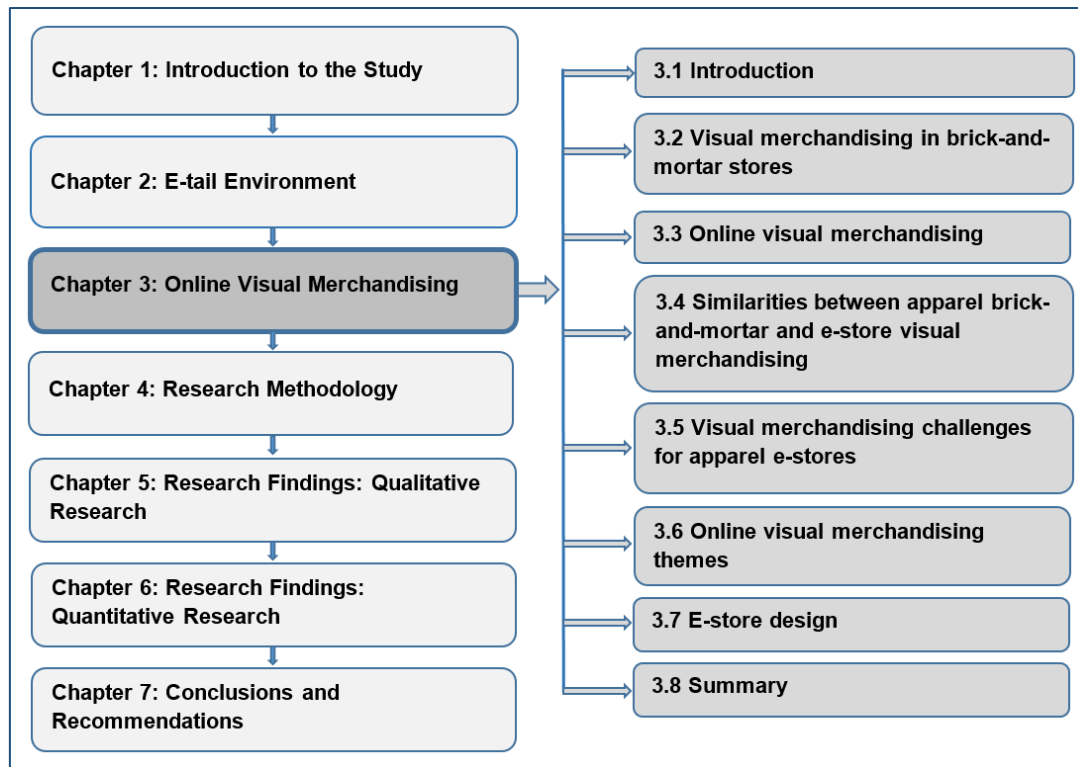 Chapter 1: Introduction to the Study
Chapter 2: E-tail Environment
Chapter 3: Online Visual Merchandising
Chapter 4: Research Methodology
Chapter 5: Research Findings: Qualitative
Research
Chapter 6: Research Findings:
Quantitative Research
Chapter 7: Conclusions and
Recommendations
3.1 Introduction
3.2 Visual merchandising in brick-and-
mortar stores
3.3 Online visual merchandising
3.4 Similarities between apparel brick-
and-mortar and e-store visual
merchandising
3.5 Visual merchandising challenges
for apparel e-stores
3.6 Online visual merchandising
themes
3.7 E-store design
3.8 Summary